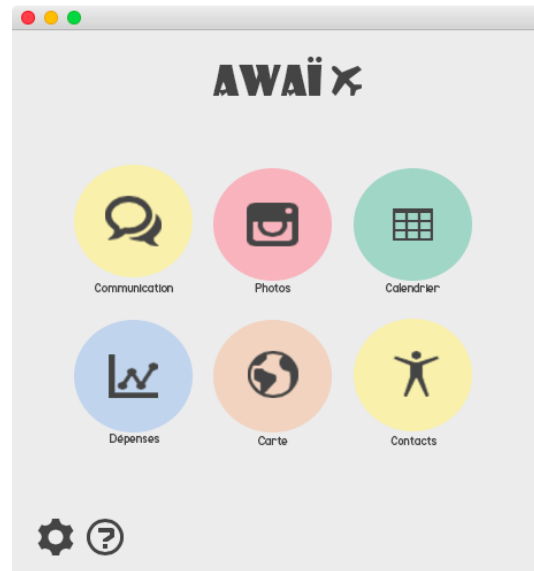 AWAÏ
Communication
Photos
Calendrier
Dépenses
Carte
Contacts
?